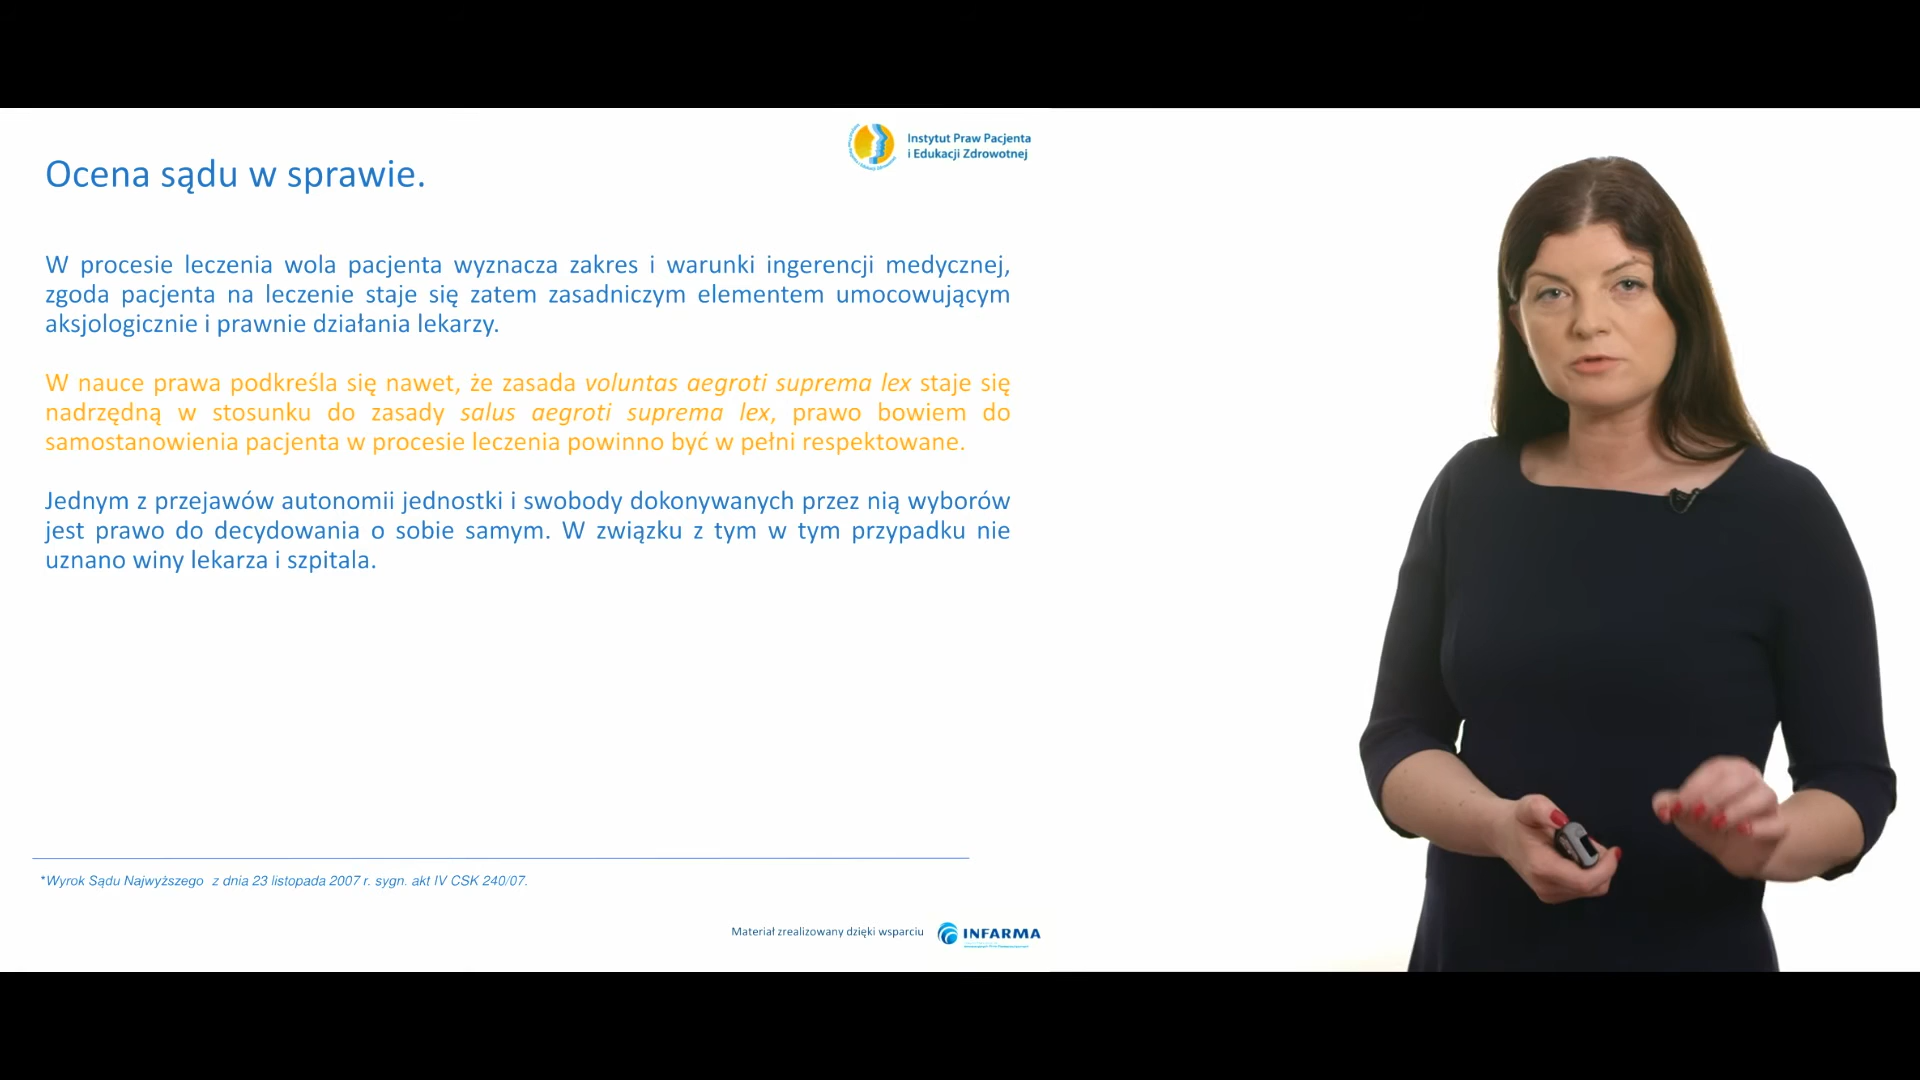 Instytut Praw Pacjenta
i Edukacji Zdrowotnej
Ocena sądu w sprawie.
W procesie leczenia wola pacjenta wyznacza zakres i warunki ingerencji medycznej,
zgoda pacjenta na leczenie staje się zatem zasadniczym elementem umocowującym
aksjologicznie i prawnie działania lekarzy.
W nauce prawa podkreśla się nawet, że zasada voluntas aegroti suprema lex staje się
nadrzędną w stosunku do zasady salus aegroti suprema lex, prawo bowiem do
samostanowienia pacjenta w procesie leczenia powinno być w pełni respektowane.
Jednym z przejawów autonomii jednostki i swobody dokonywanych przez nią wyborów
jest prawo do decydowania o sobie samym. W związku z tym w tym przypadku nie
uznano winy lekarza i szpitala.
*Wyrok Sądu Najwyższego z dnia 23 listopada 2007 r. sygn. akt IV CSK 240/07.
Materiał zrealizowany dzięki wsparciu
INFARMA